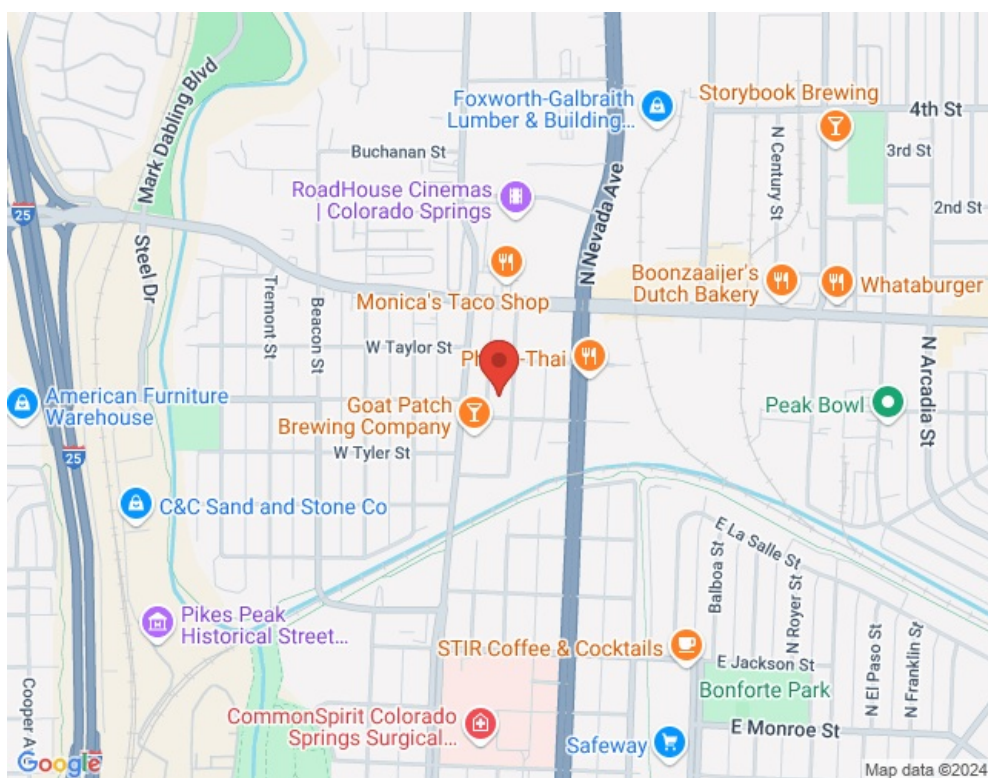 Mark Dabling Blvd
Foxworth-Galbraith
Lumber & Building...
Storybook Brewing
4th St
Buchanan St
N Century St
3rd St
RoadHouse Cinemas
| Colorado Springs
N Nevada Ave
2nd St
25
Steel Dr
Boonzaaijer's
Dutch Bakery
Whataburger
Monica's Taco Shop
Tremont St
Beacon St
W Taylor St
-Thai
N Arcadia St
American Furniture
Warehouse
Goat Patch
Brewing Company
Peak Bowl
W Tyler St
25
C&C Sand and Stone Co
E La Salle St
Balboa St
N Royer St
Pikes Peak
Historical Street...
STIR Coffee & Cocktails
E Jackson St
N El Paso St
N Franklin St
Bonforte Park
Cooper A
CommonSpirit Colorado
Springs Surgical...
E Monroe St
Safeway
Google
Map data ©2024